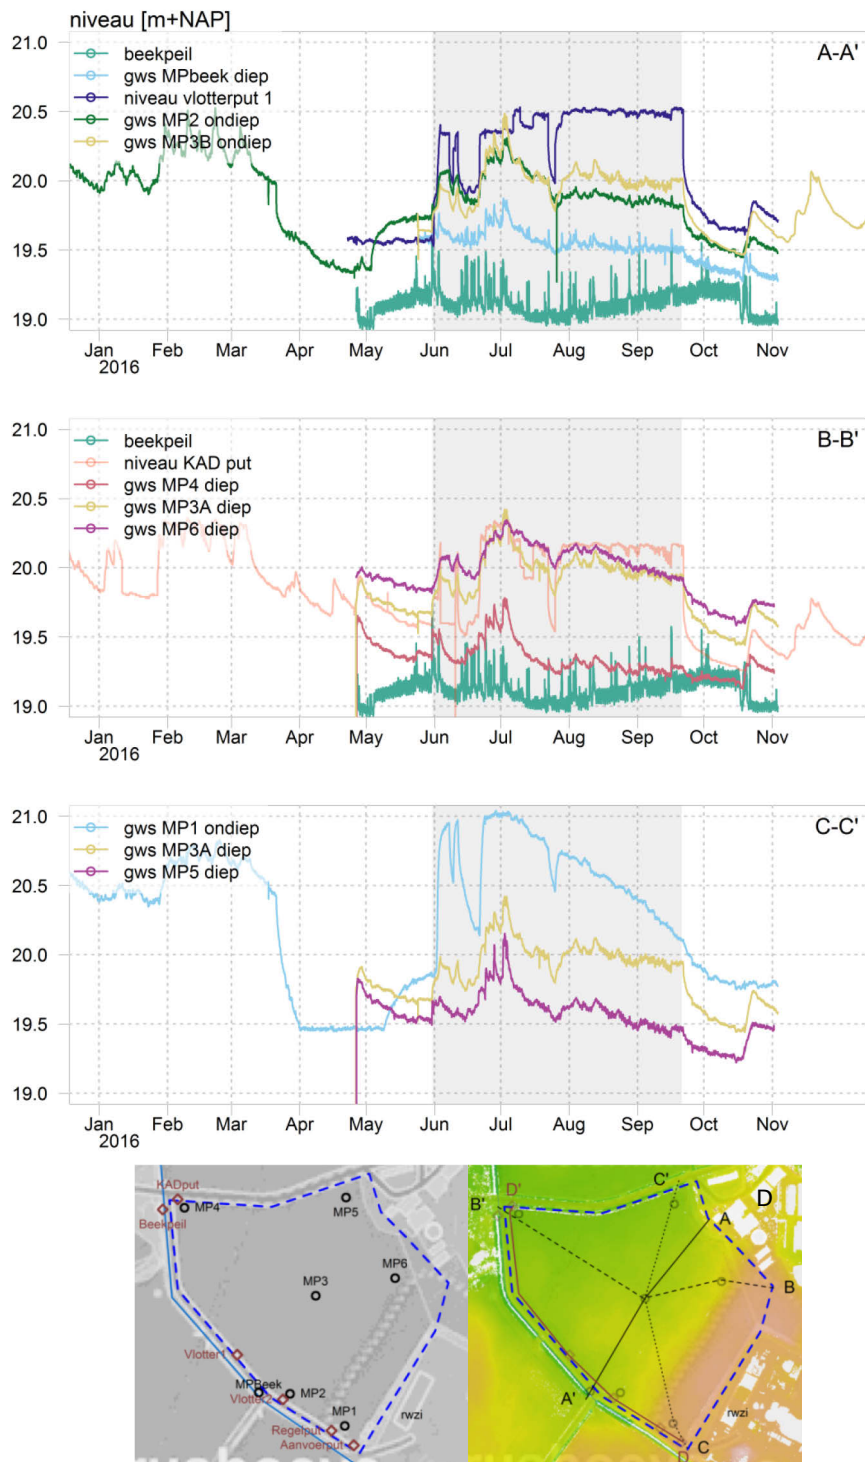 niveau [m+NAP]
21.0
20.5
20.0
19.5
19.0
beekpeil
gws MPbeek diep
niveau vlotterput 1
gws MP2 ondiep
gws MP3B ondiep
A-A'
Jan Feb Mar Apr May Jun Jul Aug Sep Oct Nov
2016
21.0
20.5
20.0
19.5
19.0
beekpeil
niveau KAD put
gws MP4 diep
gws MP3A diep
gws MP6 diep
B-B'
Jan Feb Mar Apr May Jun Jul Aug Sep Oct Nov
2016
21.0
20.5
20.0
19.5
19.0
gws MP1 ondiep
gws MP3A diep
gws MP5 diep
C-C'
Jan Feb Mar Apr May Jun Jul Aug Sep Oct Nov
2016
KADput
MP4
Beekpeil
MP5
MP6
MP3
Vlotter1
MPBeek
Vlotter2
MP2
MP1
Regelput
Aanvoerput
rwzi
C'
D
B'
D'
A
B
A'
rwzi
C
D